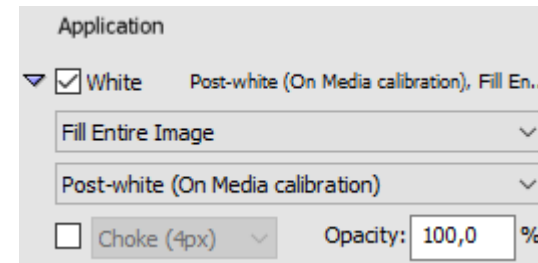 Application
White Post-white (On Media calibration), Fill En..
Fill Entire Image
Post-white (On Media calibration)
Choke (4px) Opacity: 100,0 %